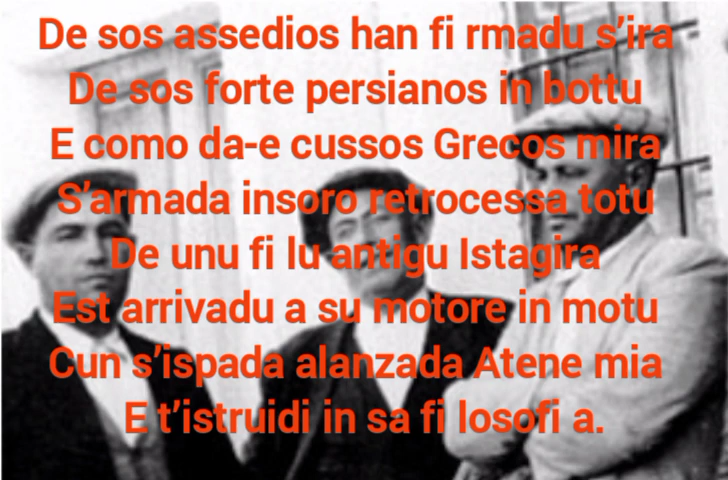 De sos assedios han fi rmadu s'ira
De sos forte persianos in bottu
E como da-e cussos Grecos mira
S'armada insoro retrocessa totu
De unu fi lu antigu Istagira
Est arrivadu a su motore in motu
Cun s'ispada alanzada Atene mia
E t'istruidi in sa fi losofi a.